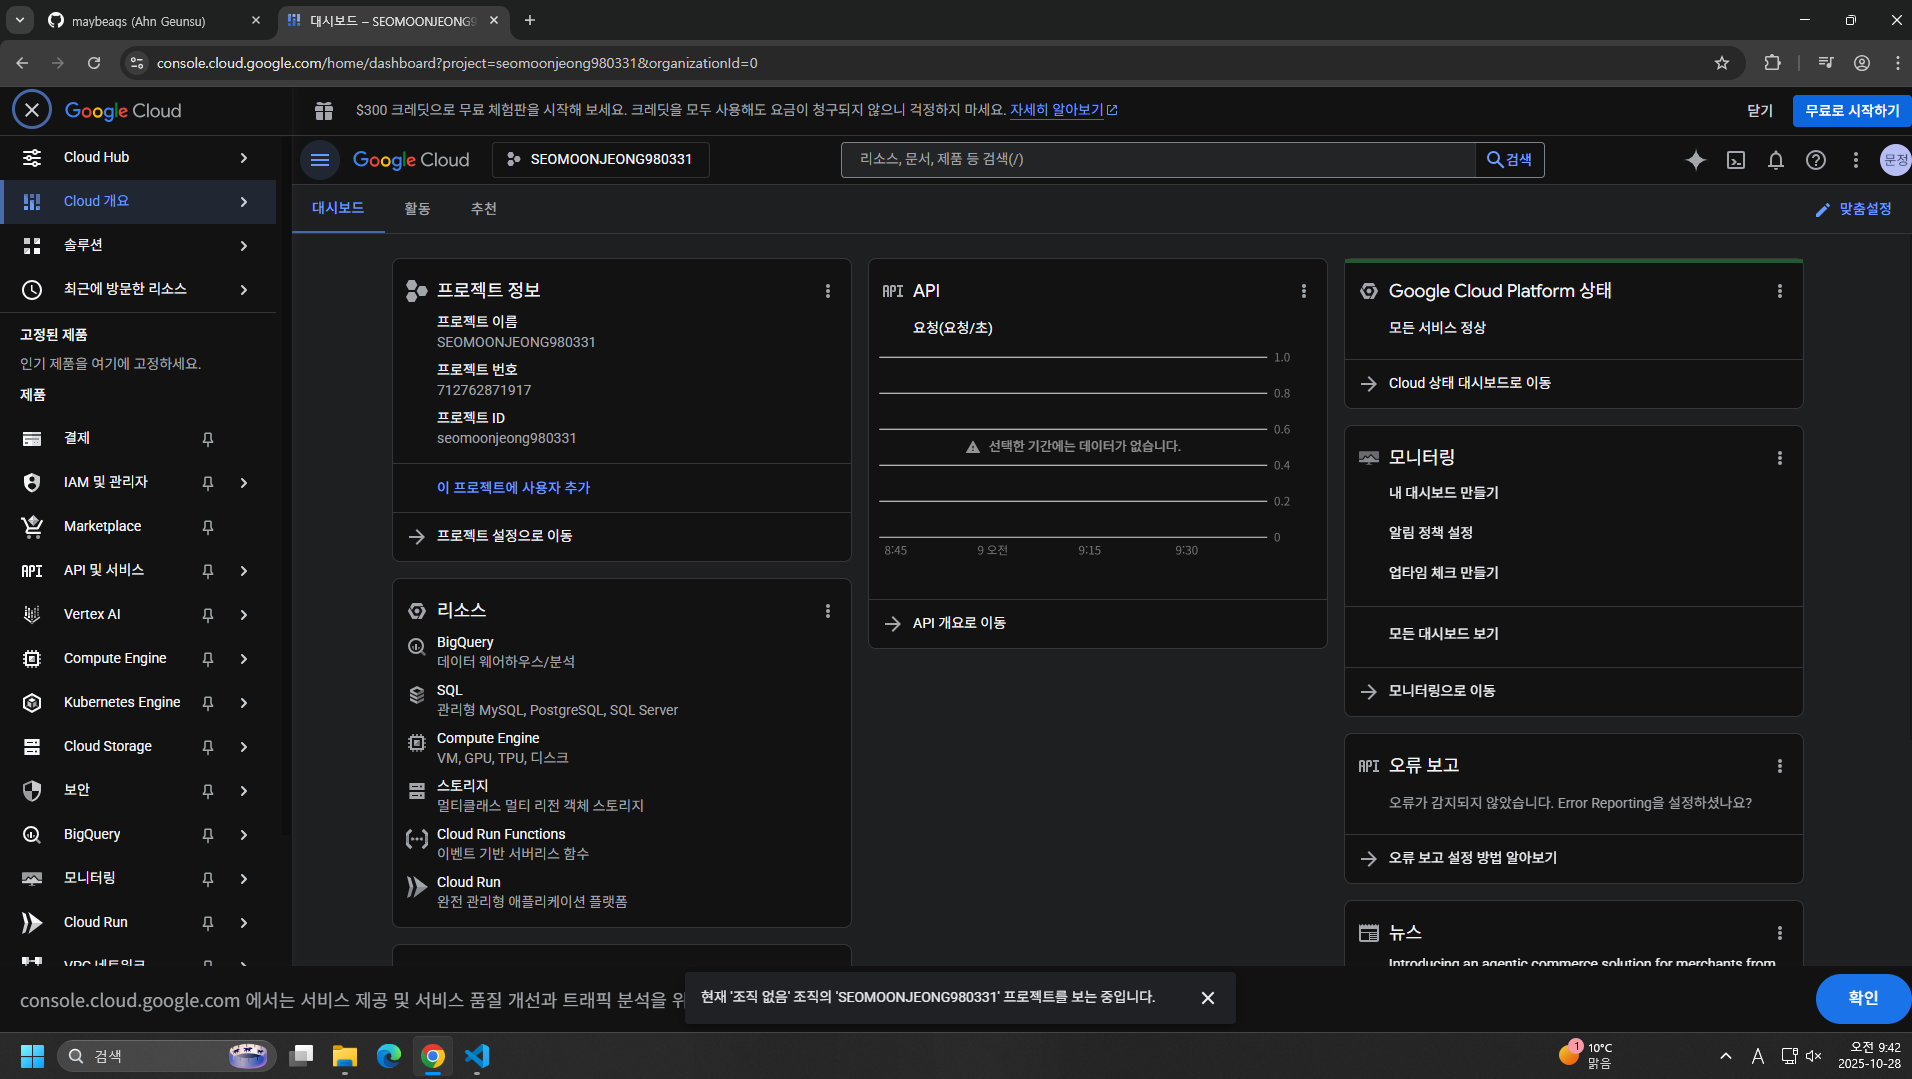 maybeaqs (Ahn Geunsu)
대시보드 – SEOMOONJEONG9
console.cloud.google.com/home/dashboard?project=seomoonjeong980331&organizationId=0
Google Cloud
$300 크레딧으로 무료 체험판을 시작해 보세요. 크레딧을 모두 사용해도 요금이 청구되지 않으니 걱정하지 마세요. 자세히 알아보기
닫기
무료로 시작하기
Cloud Hub
Cloud 개요
솔루션
최근에 방문한 리소스
고정된 제품
인기 제품을 여기에 고정하세요.
제품
결제
IAM 및 관리자
Marketplace
API API 및 서비스
Vertex AI
Compute Engine
Kubernetes Engine
Cloud Storage
보안
BigQuery
모니터링
Cloud Run
VPC 네트워크
Google Cloud
SEOMOONJEONG980331
리소스, 문서, 제품 등 검색(/)
검색
문정
대시보드
활동
추천
맞춤설정
프로젝트 정보
프로젝트 이름
SEOMOONJEONG980331
프로젝트 번호
712762871917
프로젝트 ID
seomoonjeong980331
이 프로젝트에 사용자 추가
프로젝트 설정으로 이동
리소스
BigQuery
데이터 웨어하우스/분석
SQL
관리형 MySQL, PostgreSQL, SQL Server
Compute Engine
VM, GPU, TPU, 디스크
스토리지
멀티클래스 멀티 리전 객체 스토리지
Cloud Run Functions
이벤트 기반 서버리스 함수
Cloud Run
완전 관리형 애플리케이션 플랫폼
API API
요청(요청/초)
1.0
0.8
0.6
선택한 기간에는 데이터가 없습니다.
0.4
0.2
0
8:45 9 오전 9:15 9:30
API 개요로 이동
Google Cloud Platform 상태
모든 서비스 정상
Cloud 상태 대시보드로 이동
모니터링
내 대시보드 만들기
알림 정책 설정
업타임 체크 만들기
모든 대시보드 보기
모니터링으로 이동
API 오류 보고
오류가 감지되지 않았습니다. Error Reporting을 설정하셨나요?
오류 보고 설정 방법 알아보기
뉴스
Introducing an agentic commerce solution for merchants from
console.cloud.google.com 에서는 서비스 제공 및 서비스 품질 개선과 트래픽 분석을 위
현재 '조직 없음' 조직의 'SEOMOONJEONG980331' 프로젝트를 보는 중입니다.
확인
검색
1
10°C
맑음
A
오전 9:42
2025-10-28